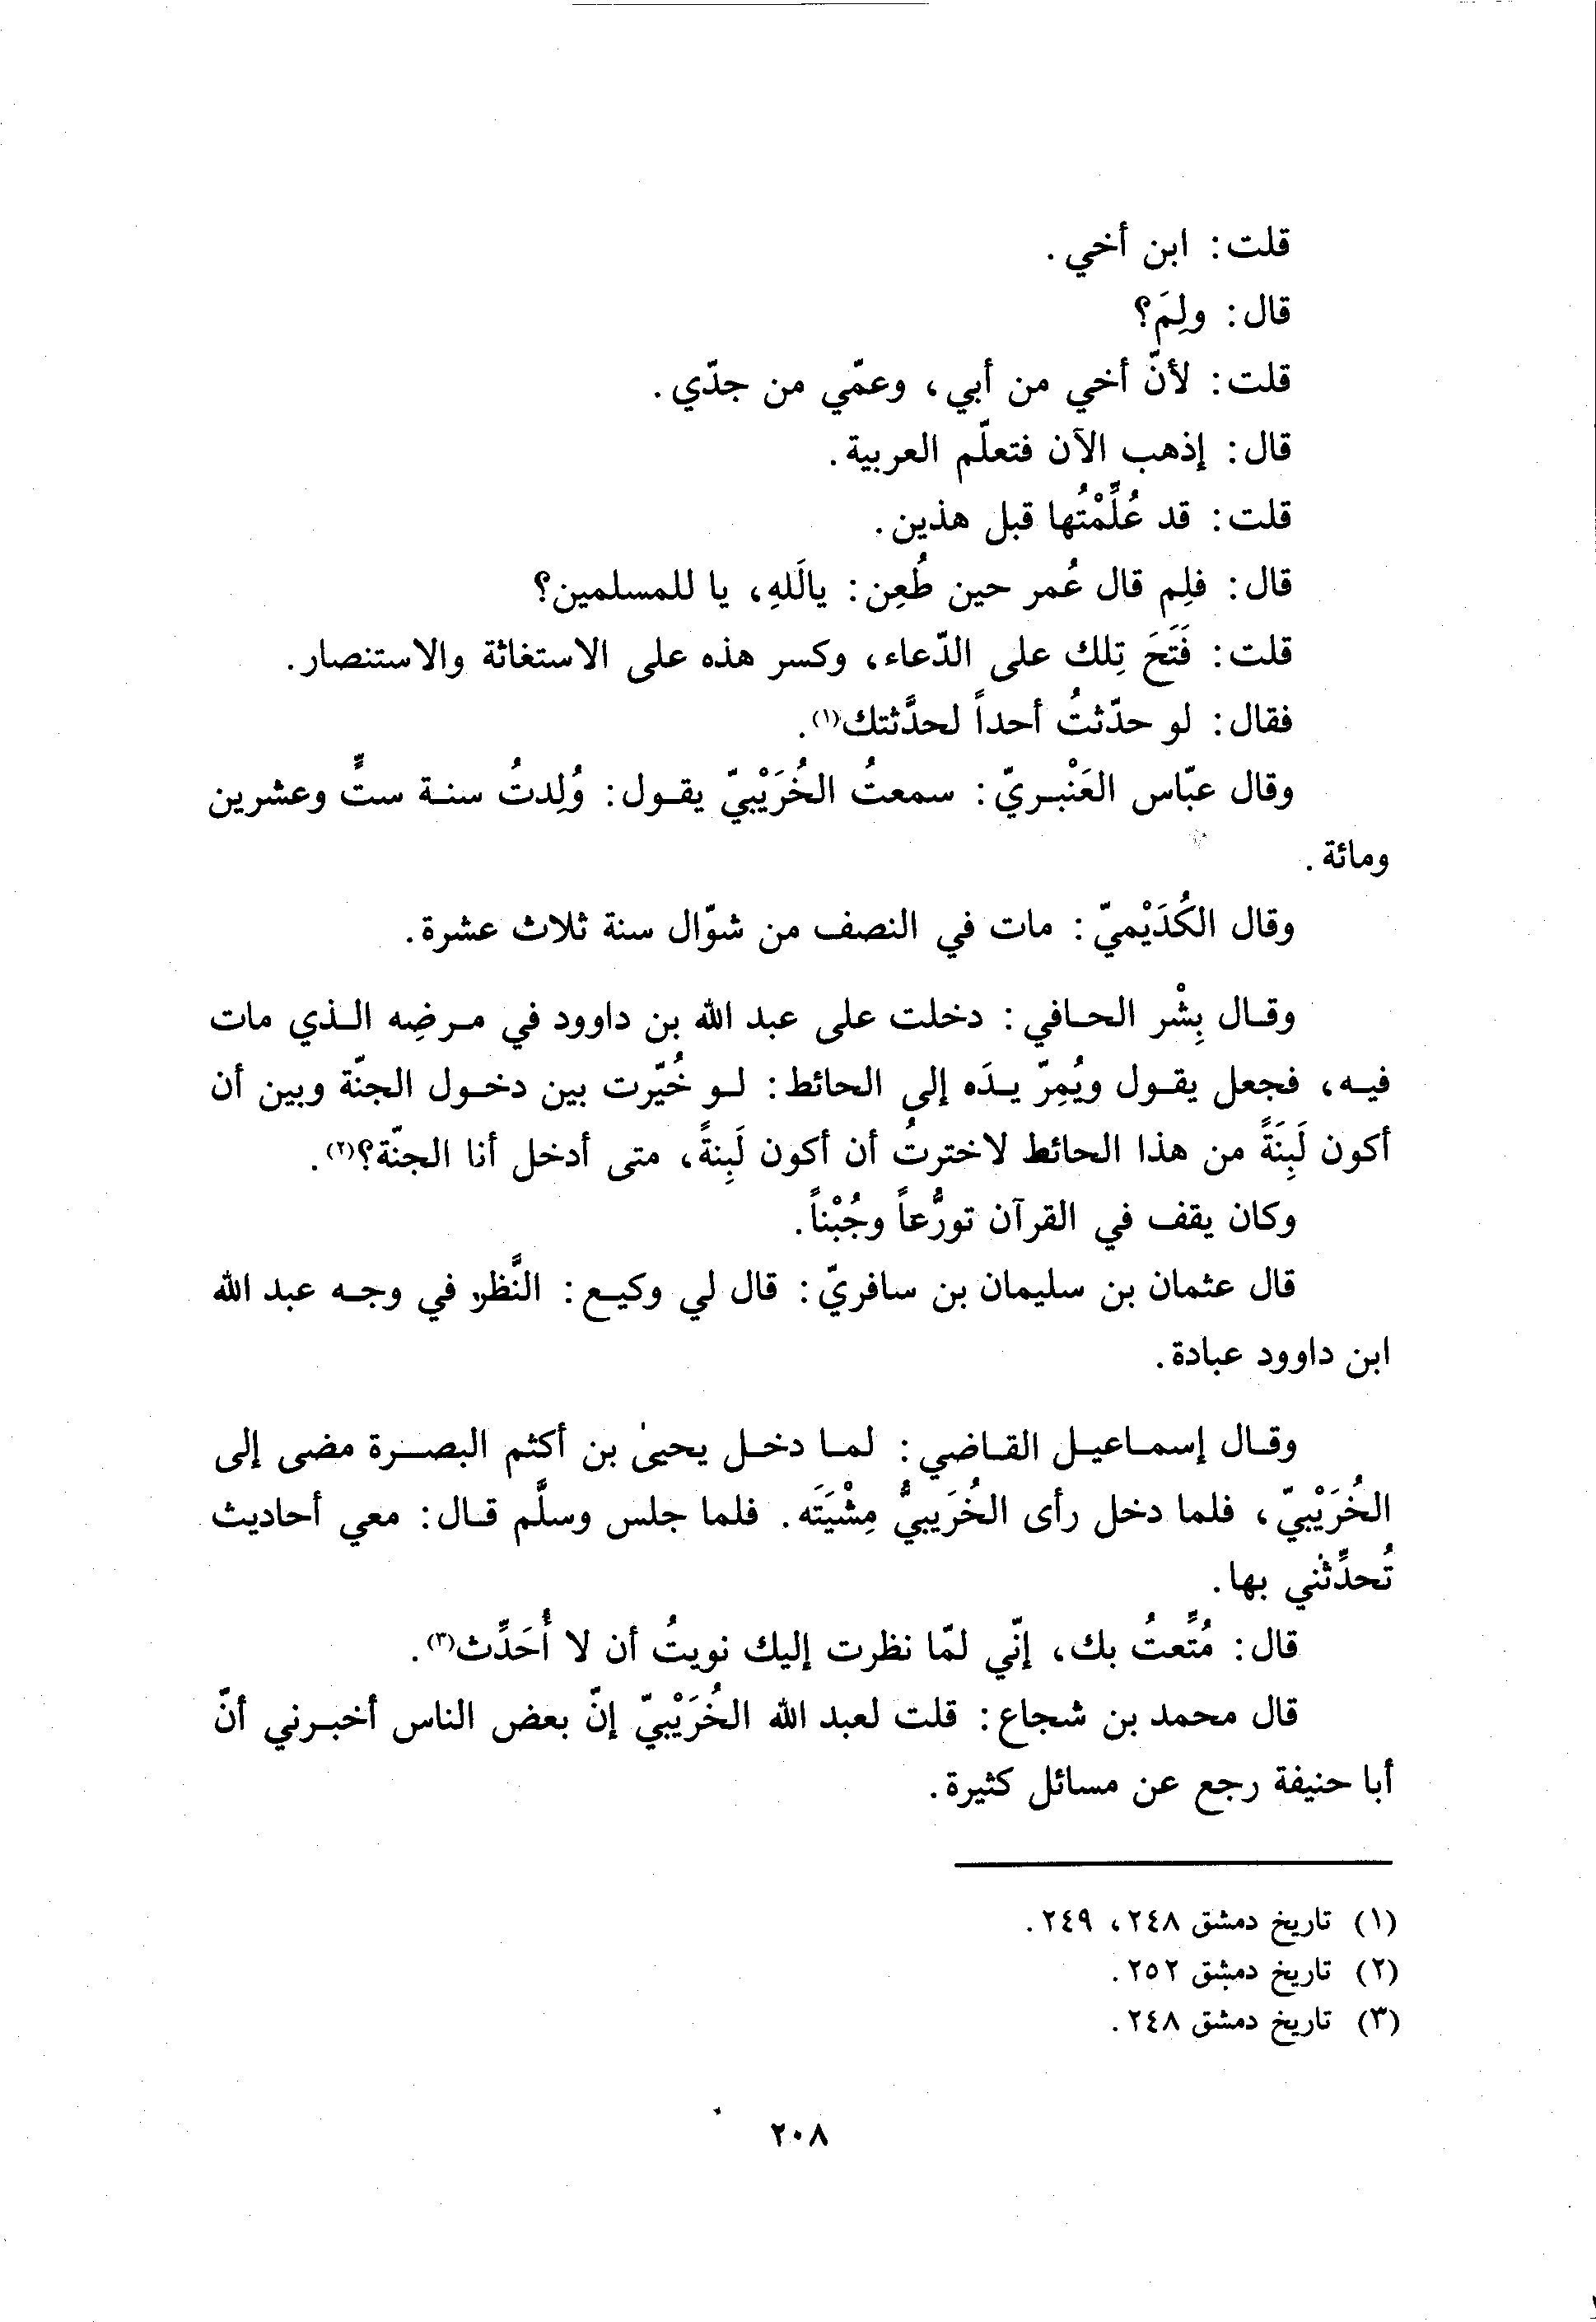 قلت: ابن أخي.
قال: ولِمَ؟
قلت: لأنّ أخي من أبي، وعمّي من جدّي.
قال: إذهب الآن فتعلّم العربية.
قلت: قد عُلِّمْتُها قبل هذين.
قال: فلِم قال عُمر حين طُعِن: يالَلهِ، يا للمسلمين؟
قلت: فَتَحَ تِلك على الدّعاء، وكسر هذه على الاستغاثة والاستنصار.
فقال: لو حدّثتُ أحداً لحدَّثتك(١).
وقال عبّاس العَنْبريّ: سمعتُ الخُرَيْبيّ يقول: وُلِدتُ سنة ستٍّ وعشرين
ومائة.
وقال الكُدَيْميّ: مات في النصف من شوّال سنة ثلاث عشرة.
وقال بِشْر الحافي: دخلت على عبد الله بن داوود في مرضِه الذي مات
فيه، فجعل يقول ويُمِرّ يدَه إلى الحائط: لو خُيّرت بين دخول الجنّة وبين أن
أكون لَبِنَةً من هذا الحائط لاخترتُ أن أكون لَبِنةً، متى أدخل أنا الجنّة؟(٢).
وكان يقف في القرآن تورُّعاً وجُبْناً.
قال عثمان بن سليمان بن سافريّ: قال لي وكيع: النَّظر في وجه عبد الله
ابن داوود عبادة.
وقال إسماعيل القاضي: لما دخل يحيىٰ بن أكثم البصرة مضى إلى
الخُرَيْبيّ، فلما دخل رأى الخُرَيبيُّ مِشْيَتَه. فلما جلس وسلَّم قال: معي أحاديث
تُحدِّثني بها.
قال: مُتِّعتُ بك، إنّي لمّا نظرت إليك نويتُ أن لا أُحَدِّث(٣).
قال محمد بن شجاع: قلت لعبد الله الخُرَيْبيّ إنّ بعض الناس أخبرني أنّ
أبا حنيفة رجع عن مسائل كثيرة.
(١) تاريخ دمشق ٢٤٨، ٢٤٩.
(٢) تاريخ دمشق ٢٥٢.
(٣) تاريخ دمشق ٢٤٨.
٢٠٨